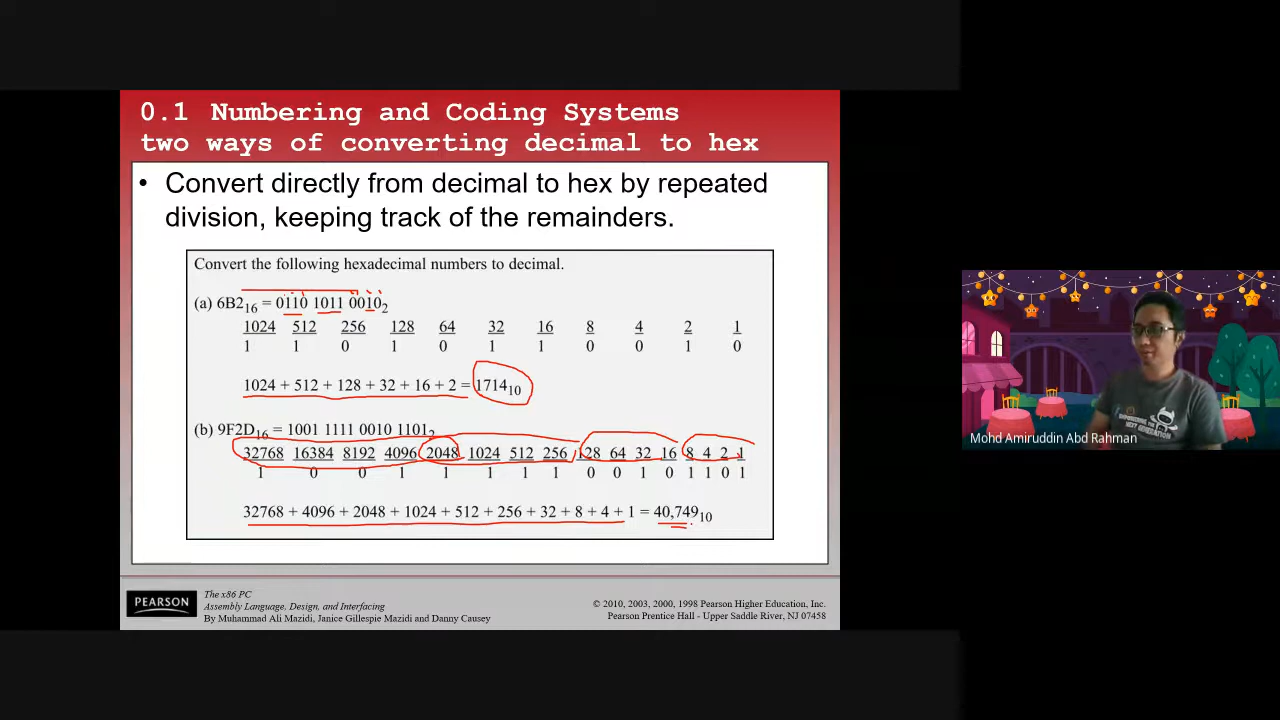 0.1 Numbering and Coding Systems
two ways of converting decimal to hex
• Convert directly from decimal to hex by repeated
division, keeping track of the remainders.
Convert the following hexadecimal numbers to decimal.
(a) 6B2₁₆ = 0110 1011 0010₂
1024 512 256 128 64 32 16 8 4 2 1
1 1 0 1 0 1 1 0 0 1 0
1024 + 512 + 128 + 32 + 16 + 2 = 1714₁₀
(b) 9F2D₁₆ = 1001 1111 0010 1101₂
32768 16384 8192 4096 2048 1024 512 256 128 64 32 16 8 4 2 1
1 0 0 1 1 1 1 1 0 0 1 0 1 1 0 1
32768 + 4096 + 2048 + 1024 + 512 + 256 + 32 + 8 + 4 + 1 = 40,749₁₀
PEARSON
The x86 PC
Assembly Language, Design, and Interfacing
By Muhammad Ali Mazidi, Janice Gillespie Mazidi and Danny Causey
© 2010, 2003, 2000, 1998 Pearson Higher Education, Inc.
Pearson Prentice Hall - Upper Saddle River, NJ 07458
Mohd Amiruddin Abd Rahman